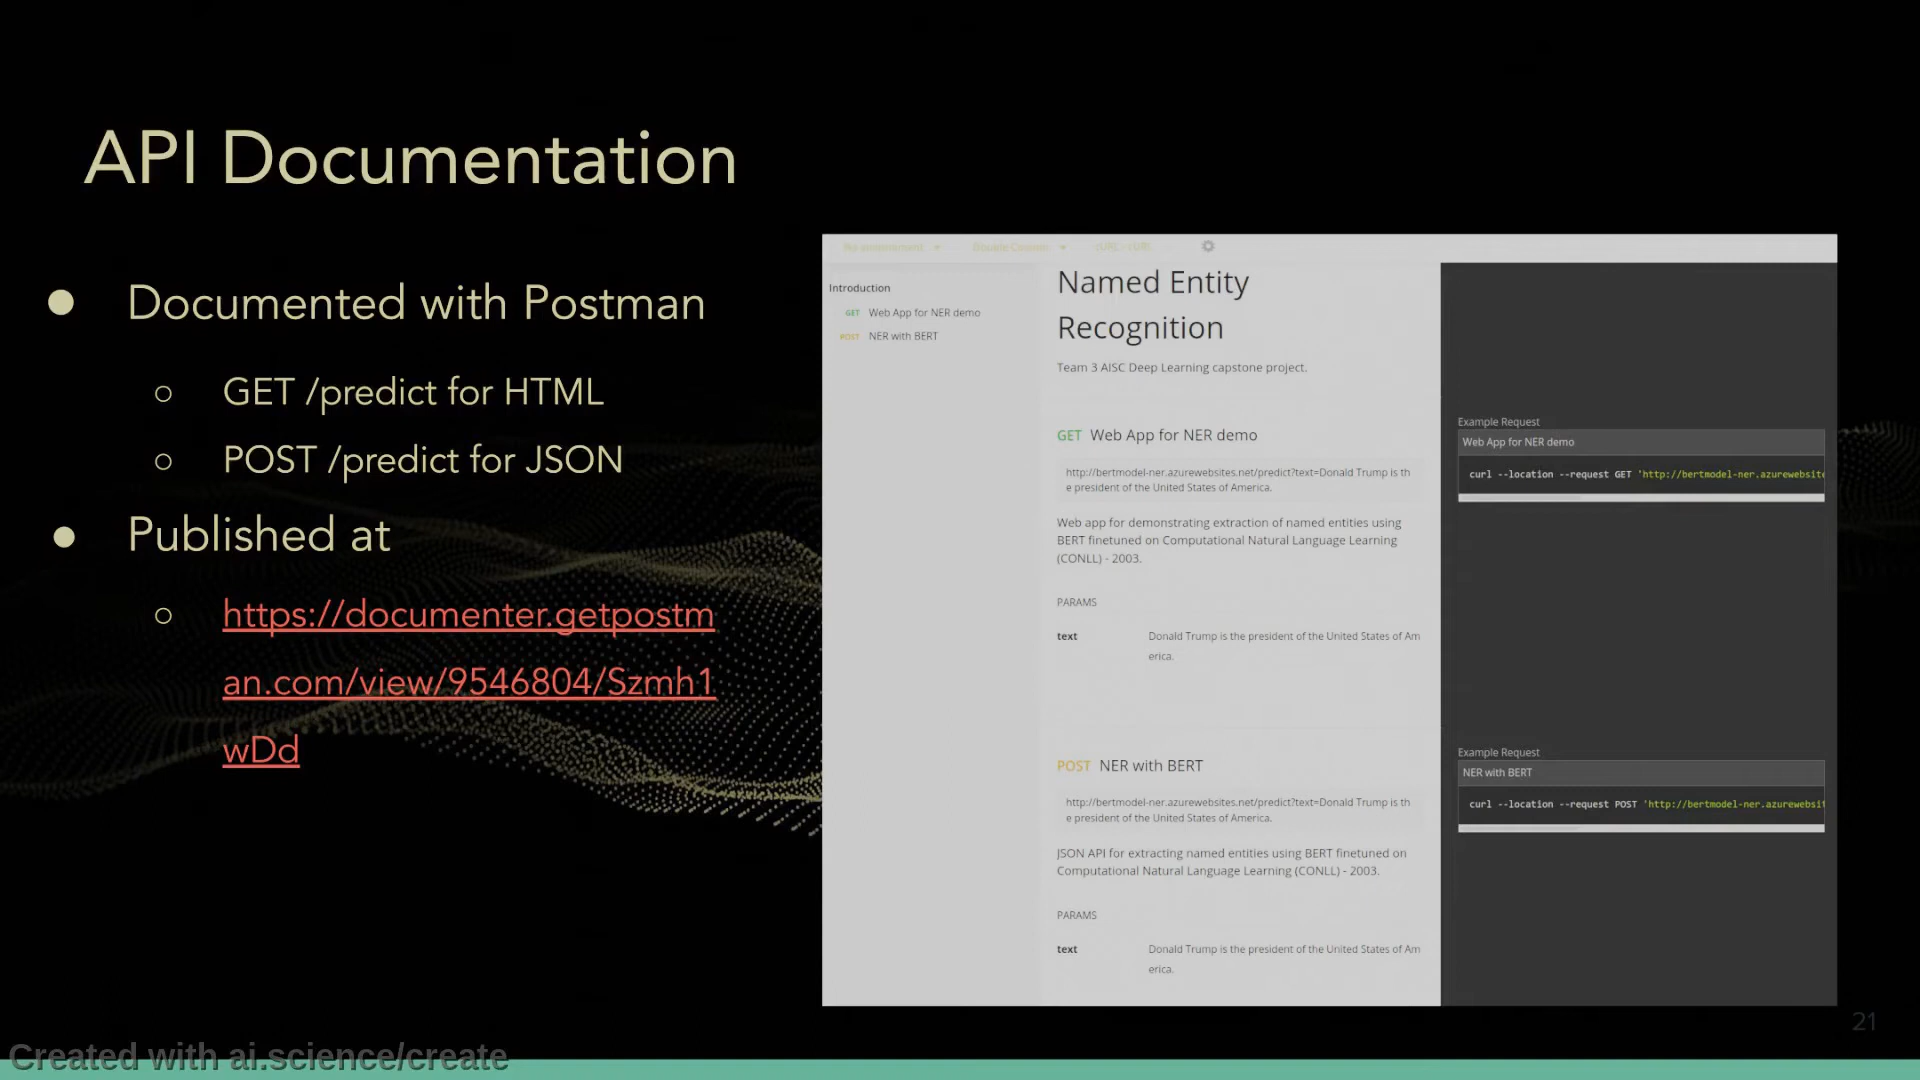 API Documentation
● Documented with Postman
○ GET /predict for HTML
○ POST /predict for JSON
● Published at
○ https://documenter.getpostm
an.com/view/9546804/Szmh1
wDd
Introduction
GET Web App for NER demo
POST NER with BERT
Named Entity
Recognition
Team 3 AISC Deep Learning capstone project.
GET Web App for NER demo
http://bertmodel-ner.azurewebsites.net/predict?text=Donald Trump is th
e president of the United States of America.
Web app for demonstrating extraction of named entities using
BERT finetuned on Computational Natural Language Learning
(CONLL) - 2003.
PARAMS
text Donald Trump is the president of the United States of Am
erica.
POST NER with BERT
http://bertmodel-ner.azurewebsites.net/predict?text=Donald Trump is th
e president of the United States of America.
JSON API for extracting named entities using BERT finetuned on
Computational Natural Language Learning (CONLL) - 2003.
PARAMS
text Donald Trump is the president of the United States of Am
erica.
Example Request
Web App for NER demo
curl --location --request GET 'http://bertmodel-ner.azurewebsite
Example Request
NER with BERT
curl --location --request POST 'http://bertmodel-ner.azurewebsit
21
Created with ai.science/create